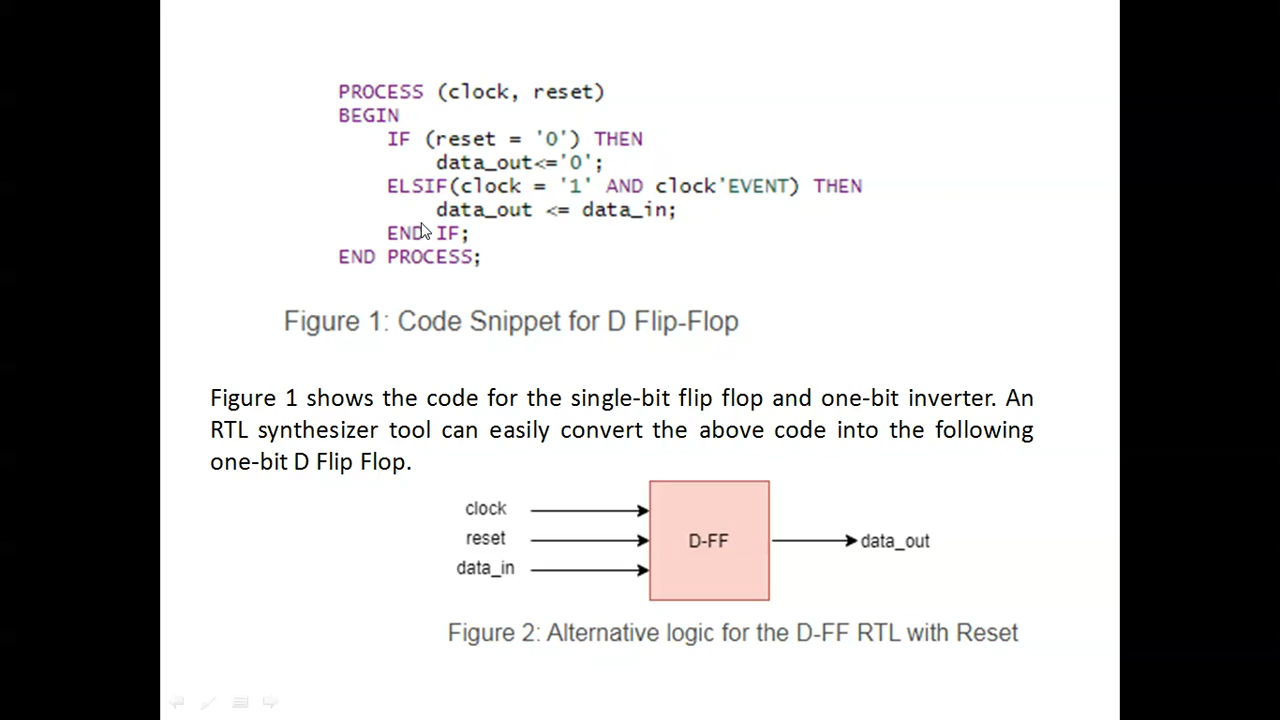 PROCESS (clock, reset)
BEGIN
IF (reset = '0') THEN
data_out<='0';
ELSIF(clock = '1' AND clock'EVENT) THEN
data_out <= data_in;
END IF;
END PROCESS;
Figure 1: Code Snippet for D Flip-Flop
Figure 1 shows the code for the single-bit flip flop and one-bit inverter. An
RTL synthesizer tool can easily convert the above code into the following
one-bit D Flip Flop.
clock
reset
data_in
D-FF
data_out
Figure 2: Alternative logic for the D-FF RTL with Reset